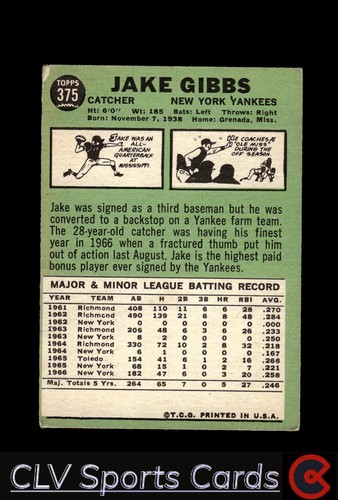 TOPPS
375
JAKE GIBBS
CATCHER NEW YORK YANKEES
Ht: 6'0" Wt: 185 Bats: Left Throws: Right
Born: November 7, 1938 Home: Grenada, Miss.
JAKE WAS AN
ALL-
AMERICAN
QUARTERBACK
AT
MISSISSIPPI.
HE COACHES AT
"OLE MISS"
DURING THE
OFF SEASON.
Jake was signed as a third baseman but he was
converted to a backstop on a Yankee farm team.
The 28-year-old catcher was having his finest
year in 1966 when a fractured thumb put him
out of action last August, Jake is the highest paid
bonus player ever signed by the Yankees.
MAJOR & MINOR LEAGUE BATTING RECORD
YEAR TEAM AB H 2B 3B HR RBI AVG.
1961 Richmond 408 110 11 6 6 28 .270
1962 Richmond 490 139 21 6 8 48 .284
1962 New York 0 0 0 0 0 0 .000
1963 Richmond 206 48 6 3 6 26 .233
1963 New York 8 2 0 0 0 0 .250
1964 Richmond 330 72 10 2 8 32 .218
1964 New York 6 1 0 0 0 0 .167
1965 Toledo 154 41 6 1 2 16 .266
1965 New York 68 15 1 0 2 7 .221
1966 New York 182 47 6 0 3 20 .258
Maj. Totals 5 Yrs. 264 65 7 0 5 27 .246
©T.C.G. PRINTED IN U.S.A.
CLV Sports Cards